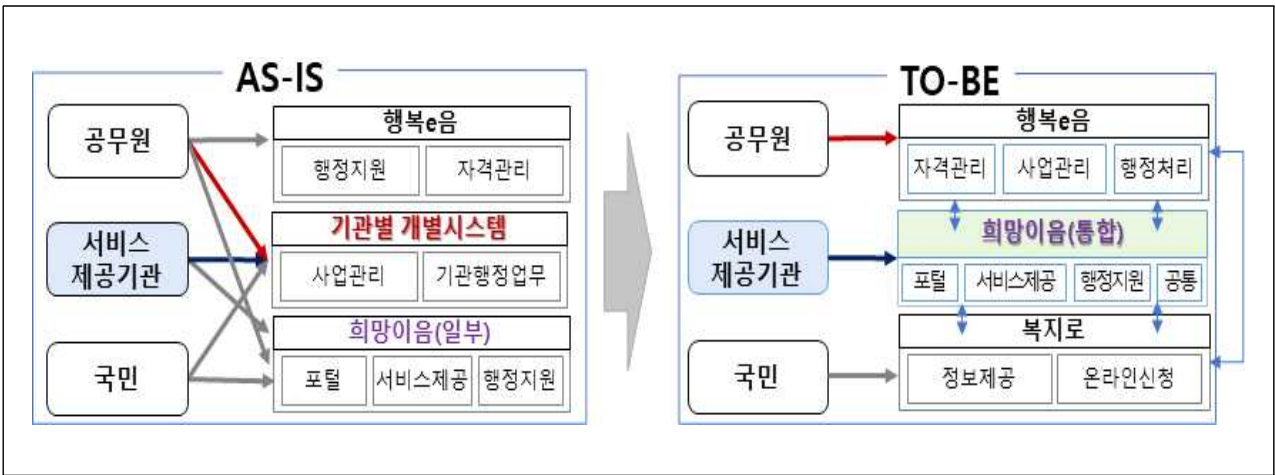 AS-IS
공무원
서비스
제공기관
국민
행복e음
행정지원
자격관리
기관별 개별시스템
사업관리
기관행정업무
희망이음(일부)
포털
서비스제공
행정지원
TO-BE
공무원
서비스
제공기관
국민
행복e음
자격관리
사업관리
행정처리
희망이음(통합)
포털
서비스제공
행정지원
공통
복지로
정보제공
온라인신청